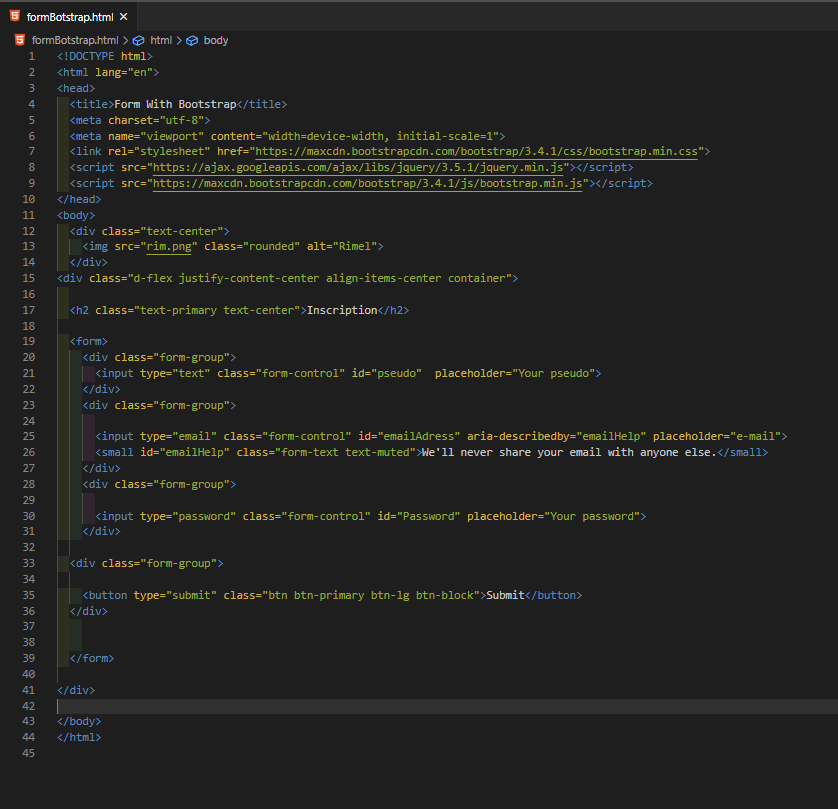 formBotstrap.html ×
formBotstrap.html > html > body
1 <!DOCTYPE html>
2 <html lang="en">
3 <head>
4 <title>Form With Bootstrap</title>
5 <meta charset="utf-8">
6 <meta name="viewport" content="width=device-width, initial-scale=1">
7 <link rel="stylesheet" href="https://maxcdn.bootstrapcdn.com/bootstrap/3.4.1/css/bootstrap.min.css">
8 <script src="https://ajax.googleapis.com/ajax/libs/jquery/3.5.1/jquery.min.js"></script>
9 <script src="https://maxcdn.bootstrapcdn.com/bootstrap/3.4.1/js/bootstrap.min.js"></script>
10 </head>
11 <body>
12 <div class="text-center">
13 <img src="rim.png" class="rounded" alt="Rimel">
14 </div>
15 <div class="d-flex justify-content-center align-items-center container">
16
17 <h2 class="text-primary text-center">Inscription</h2>
18
19 <form>
20 <div class="form-group">
21 <input type="text" class="form-control" id="pseudo"  placeholder="Your pseudo">
22 </div>
23 <div class="form-group">
24
25 <input type="email" class="form-control" id="emailAdress" aria-describedby="emailHelp" placeholder="e-mail">
26 <small id="emailHelp" class="form-text text-muted">We'll never share your email with anyone else.</small>
27 </div>
28 <div class="form-group">
29
30 <input type="password" class="form-control" id="Password" placeholder="Your password">
31 </div>
32
33 <div class="form-group">
34
35 <button type="submit" class="btn btn-primary btn-lg btn-block">Submit</button>
36 </div>
37
38
39 </form>
40
41 </div>
42
43 </body>
44 </html>
45